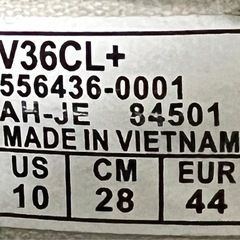 V36CL+
556436-0001
AH-JE 84501
MADE IN VIETNAM
US CM EUR
10 28 44